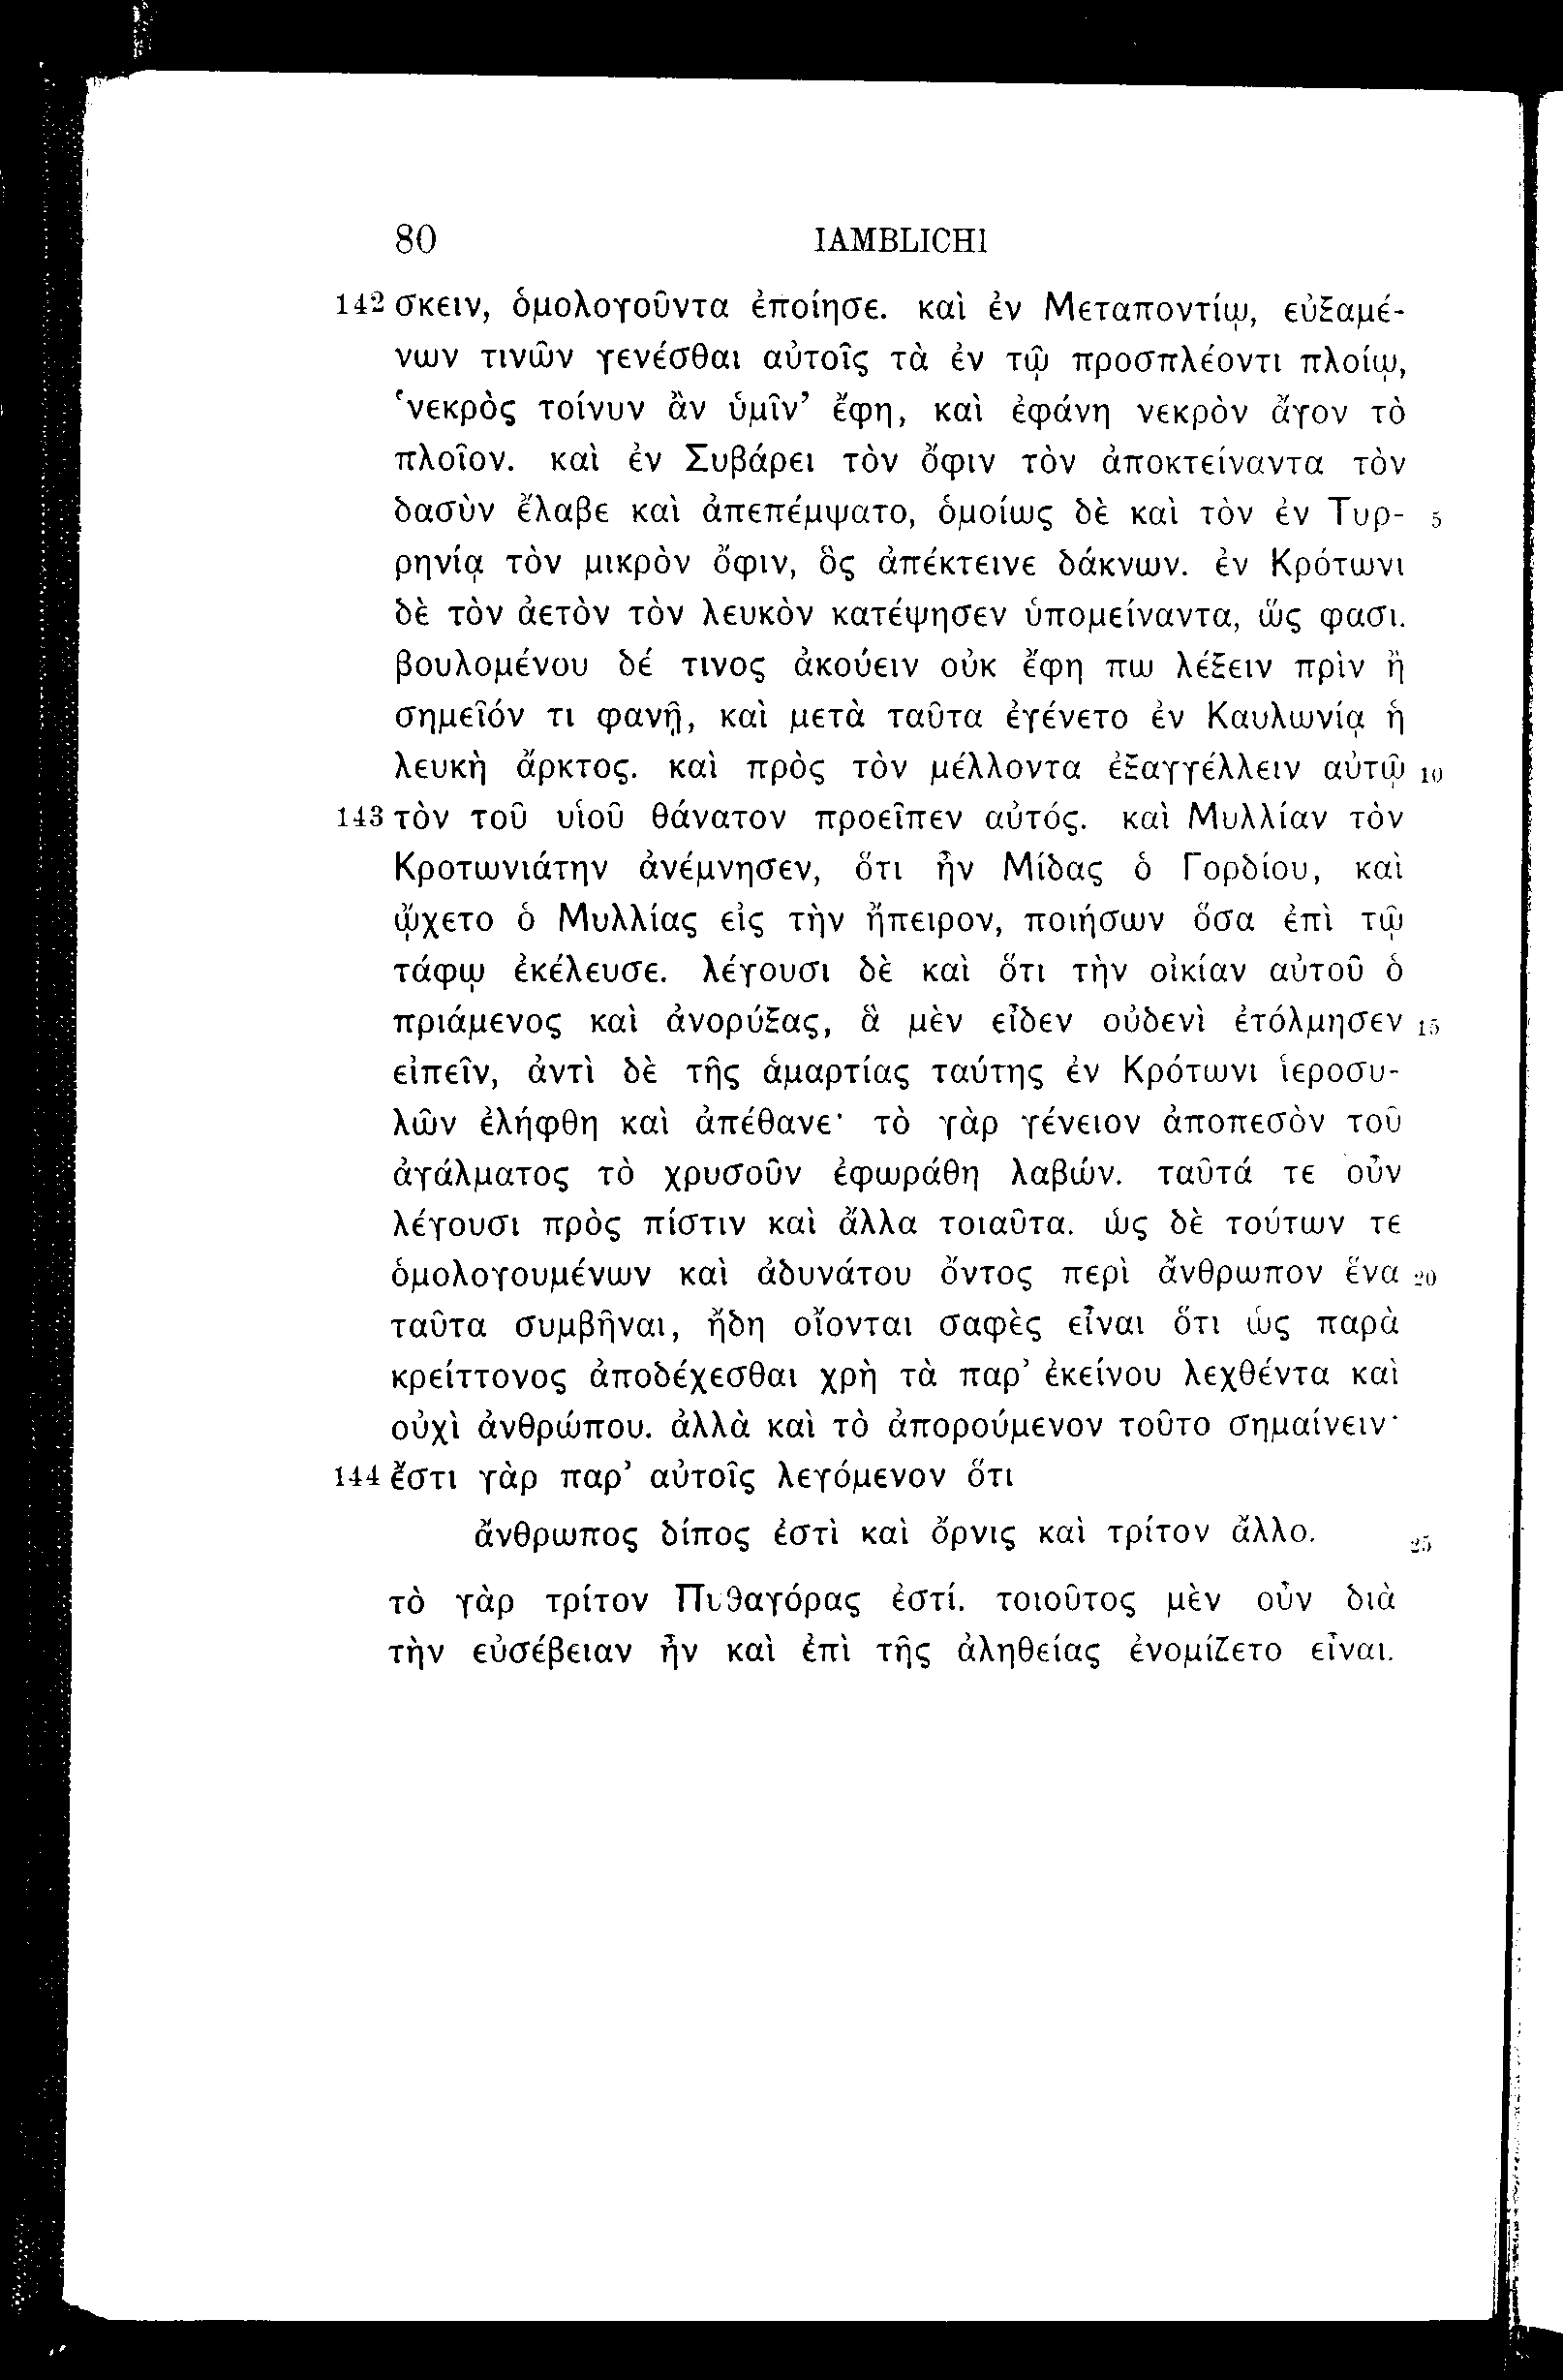 80 IAMBLICHI
142 σκειν, ὁμολογοῦντα ἐποίησε. καὶ ἐν Μεταποντίῳ, εὐξαμέ-
νων τινῶν γενέσθαι αὐτοῖς τὰ ἐν τῷ προσπλέοντι πλοίῳ,
‘νεκρὸς τοίνυν ἂν ὑμῖν’ ἔφη, καὶ ἐφάνη νεκρὸν ἄγον τὸ
πλοῖον. καὶ ἐν Συβάρει τὸν ὄφιν τὸν ἀποκτείναντα τὸν
δασὺν ἔλαβε καὶ ἀπεπέμψατο, ὁμοίως δὲ καὶ τὸν ἐν Τυρ- 5
ρηνίᾳ τὸν μικρὸν ὄφιν, ὃς ἀπέκτεινε δάκνων. ἐν Κρότωνι
δὲ τὸν ἀετὸν τὸν λευκὸν κατέψησεν ὑπομείναντα, ὥς φασι.
βουλομένου δέ τινος ἀκούειν οὐκ ἔφη πω λέξειν πρὶν ἢ
σημεῖόν τι φανῇ, καὶ μετὰ ταῦτα ἐγένετο ἐν Καυλωνίᾳ ἡ
λευκὴ ἄρκτος. καὶ πρὸς τὸν μέλλοντα ἐξαγγέλλειν αὐτῷ 10
143 τὸν τοῦ υἱοῦ θάνατον προεῖπεν αὐτός. καὶ Μυλλίαν τὸν
Κροτωνιάτην ἀνέμνησεν, ὅτι ἦν Μίδας ὁ Γορδίου, καὶ
ᾤχετο ὁ Μυλλίας εἰς τὴν ἤπειρον, ποιήσων ὅσα ἐπὶ τῷ
τάφῳ ἐκέλευσε. λέγουσι δὲ καὶ ὅτι τὴν οἰκίαν αὐτοῦ ὁ
πριάμενος καὶ ἀνορύξας, ἃ μὲν εἶδεν οὐδενὶ ἐτόλμησεν 15
εἰπεῖν, ἀντὶ δὲ τῆς ἁμαρτίας ταύτης ἐν Κρότωνι ἱεροσυ-
λῶν ἐλήφθη καὶ ἀπέθανε· τὸ γὰρ γένειον ἀποπεσὸν τοῦ
ἀγάλματος τὸ χρυσοῦν ἐφωράθη λαβών. ταῦτά τε οὖν
λέγουσι πρὸς πίστιν καὶ ἄλλα τοιαῦτα. ὡς δὲ τούτων τε
ὁμολογουμένων καὶ ἀδυνάτου ὄντος περὶ ἄνθρωπον ἕνα 20
ταῦτα συμβῆναι, ἤδη οἴονται σαφὲς εἶναι ὅτι ὡς παρὰ
κρείττονος ἀποδέχεσθαι χρὴ τὰ παρ’ ἐκείνου λεχθέντα καὶ
οὐχὶ ἀνθρώπου. ἀλλὰ καὶ τὸ ἀπορούμενον τοῦτο σημαίνειν·
144 ἔστι γὰρ παρ’ αὐτοῖς λεγόμενον ὅτι
ἄνθρωπος δίπος ἐστὶ καὶ ὄρνις καὶ τρίτον ἄλλο. 25
τὸ γὰρ τρίτον Πυθαγόρας ἐστί. τοιοῦτος μὲν οὖν διὰ
τὴν εὐσέβειαν ἦν καὶ ἐπὶ τῆς ἀληθείας ἐνομίζετο εἶναι.